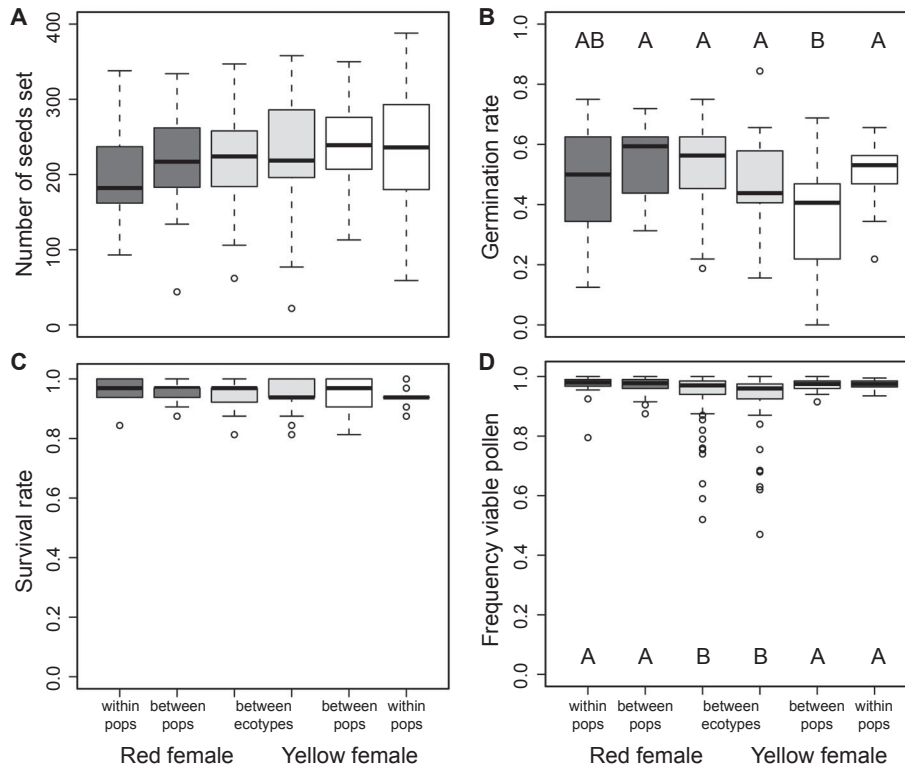 A
Number of seeds set
0
100
200
300
400
B
Germination rate
0.0
0.2
0.4
0.6
0.8
1.0
AB
A
A
A
B
A
C
Survival rate
0.0
0.2
0.4
0.6
0.8
1.0
within
pops
between
pops
between
ecotypes
between
pops
within
pops
Red female
Yellow female
D
Frequency viable pollen
0.0
0.2
0.4
0.6
0.8
1.0
A
A
B
B
A
A
within
pops
between
pops
between
ecotypes
between
pops
within
pops
Red female
Yellow female